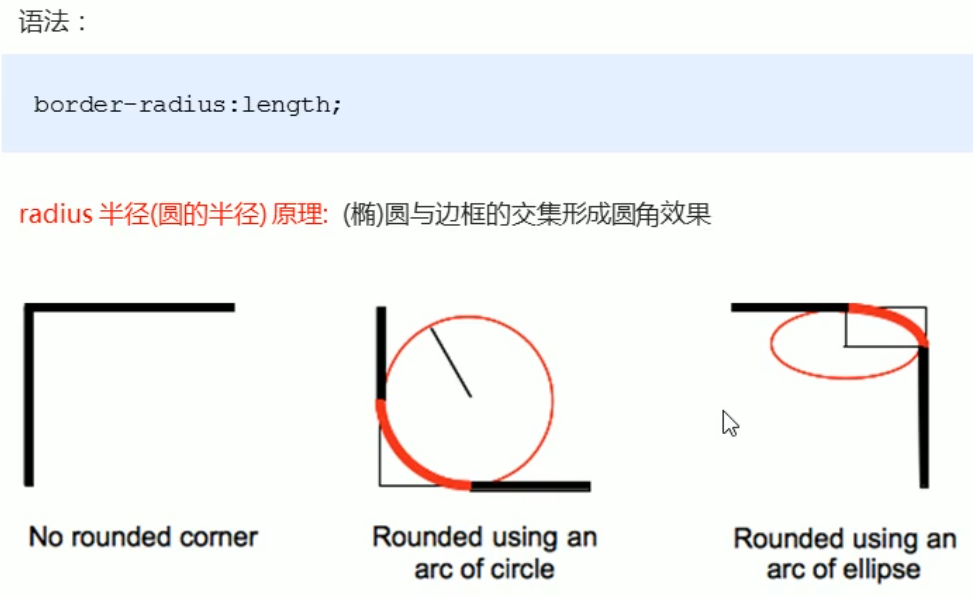 语法：
border-radius:length;
radius 半径(圆的半径) 原理: (椭)圆与边框的交集形成圆角效果
No rounded corner
Rounded using an
arc of circle
Rounded using an
arc of ellipse